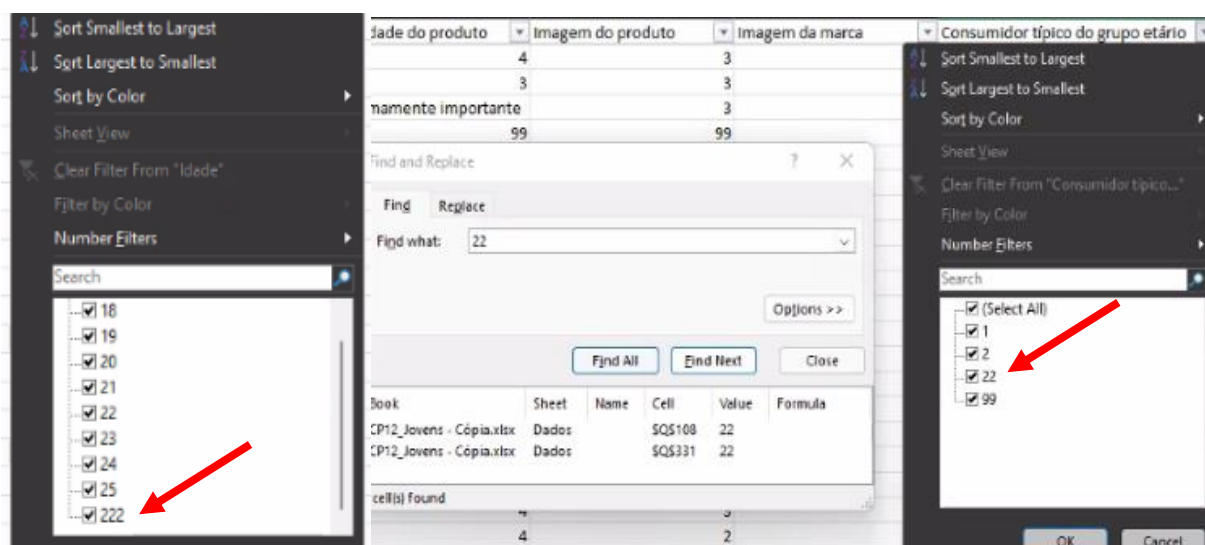 Sort Smallest to Largest
Sort Largest to Smallest
Sort by Color
Sheet View
Clear Filter From "Idade"
Filter by Color
Number Filters
Search
18
19
20
21
22
23
24
25
222
dade do produto
Imagem do produto
Imagem da marca
Consumidor típico do grupo etário
4 3
3 3
mamente importante 3
99 99
Find and Replace ? ×
Find Replace
Find what: 22
Options >>
Find All Find Next Close
Book Sheet Name Cell Value Formula
CP12_Jovens - Cópia.xlsx Dados $Q$108 22
CP12_Jovens - Cópia.xlsx Dados $Q$331 22
cell(s) found
4 2
Sort Smallest to Largest
Sort Largest to Smallest
Sort by Color
Sheet View
Clear Filter From "Consumidor típico..."
Filter by Color
Number Filters
Search
(Select All)
1
2
22
99
OK Cancel